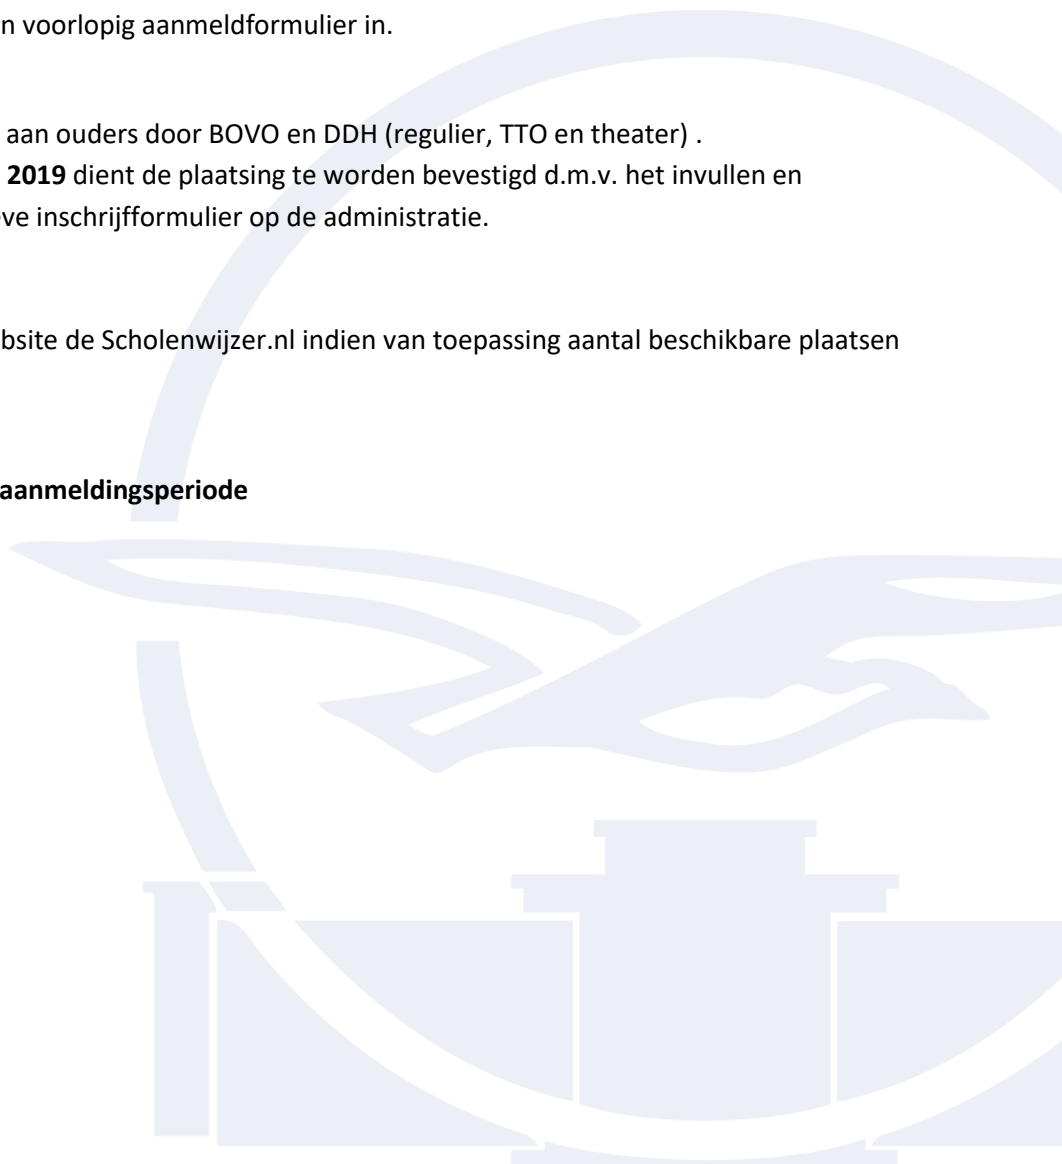 n voorlopig aanmeldformulier in.
aan ouders door BOVO en DDH (regulier, TTO en theater) .
2019 dient de plaatsing te worden bevestigd d.m.v. het invullen en
ve inschrijfformulier op de administratie.
bsite de Scholenwijzer.nl indien van toepassing aantal beschikbare plaatsen
aanmeldingsperiode